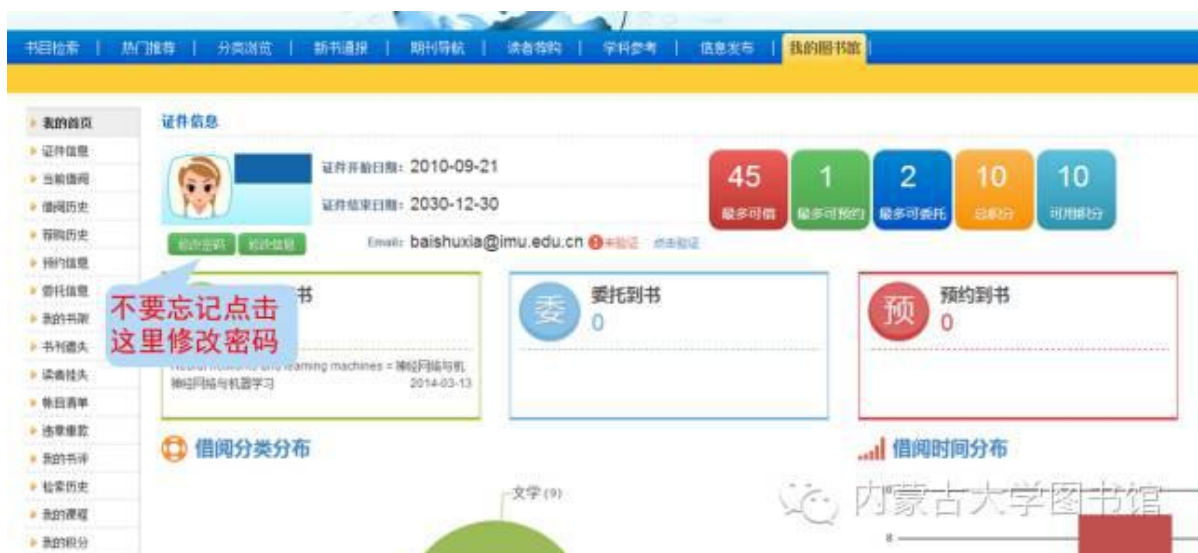 书目检索 | 热门推荐 | 分类浏览 | 新书通报 | 期刊导航 | 读者荐购 | 学科参考 | 信息发布 | 我的图书馆
我的首页
证件信息
当前借阅
借阅历史
荐购历史
预约信息
委托信息
我的书架
书刊遗失
读者挂失
帐目清单
违章缴款
我的书评
检索历史
我的课程
我的积分
证件信息
证件开始日期: 2010-09-21
证件结束日期: 2030-12-30
Email: baishuxia@imu.edu.cn 未验证 点击验证
修改密码 修改信息
45
最多可借
1
最多可预约
2
最多可委托
10
总积分
10
可用积分
不要忘记点击
这里修改密码
书
learning machines = 神经网络与机
神经网络与机器学习 2014-03-13
委 委托到书
0
预 预约到书
0
借阅分类分布
文学 (9)
借阅时间分布
8
内蒙古大学图书馆